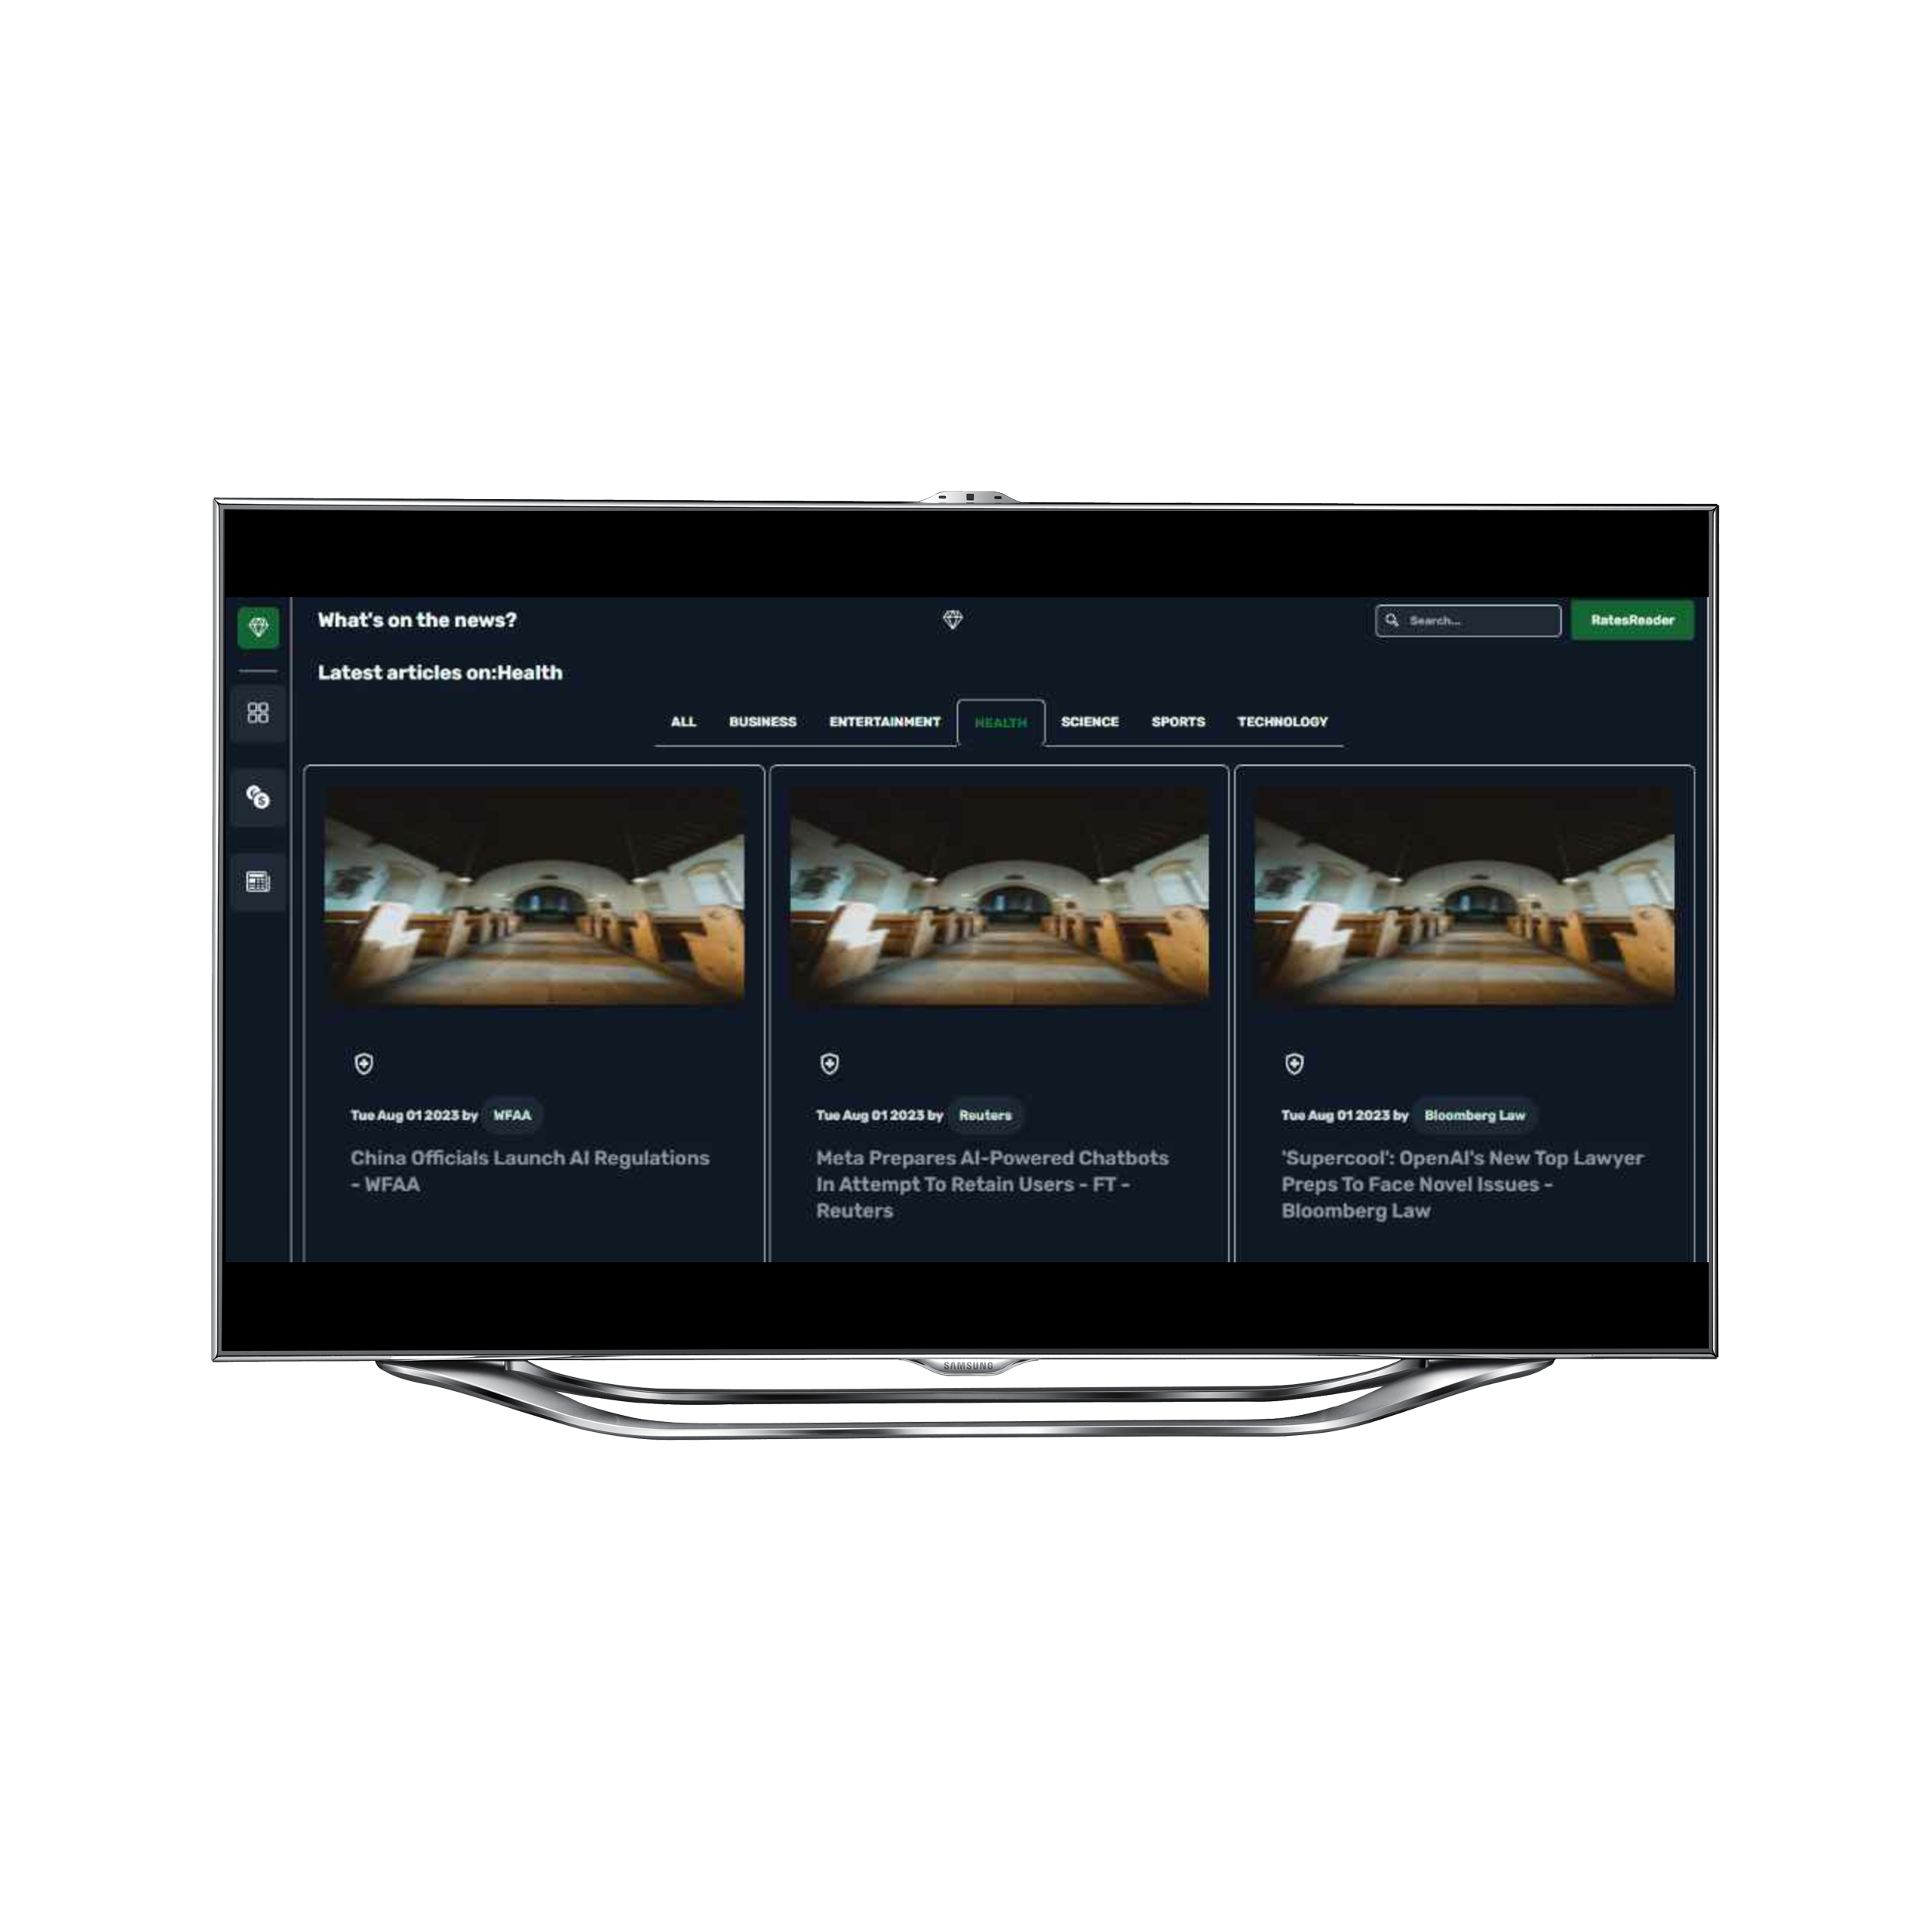 What's on the news?
Search...
RatesReader
Latest articles on:Health
ALL BUSINESS ENTERTAINMENT HEALTH SCIENCE SPORTS TECHNOLOGY
Tue Aug 01 2023 by WFAA
China Officials Launch AI Regulations
- WFAA
Tue Aug 01 2023 by Reuters
Meta Prepares AI-Powered Chatbots
In Attempt To Retain Users - FT -
Reuters
Tue Aug 01 2023 by Bloomberg Law
'Supercool': OpenAI's New Top Lawyer
Preps To Face Novel Issues -
Bloomberg Law
SAMSUNG